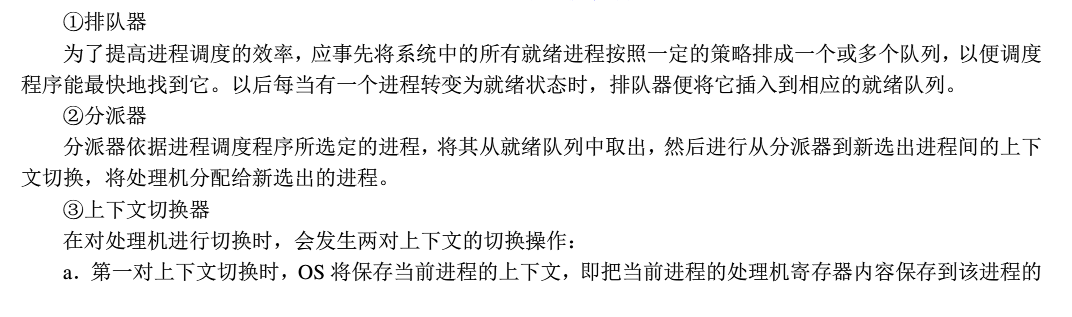 ①排队器
为了提高进程调度的效率，应事先将系统中的所有就绪进程按照一定的策略排成一个或多个队列，以便调度
程序能最快地找到它。以后每当有一个进程转变为就绪状态时，排队器便将它插入到相应的就绪队列。
②分派器
分派器依据进程调度程序所选定的进程，将其从就绪队列中取出，然后进行从分派器到新选出进程间的上下
文切换，将处理机分配给新选出的进程。
③上下文切换器
在对处理机进行切换时，会发生两对上下文的切换操作：
a．第一对上下文切换时，OS 将保存当前进程的上下文，即把当前进程的处理机寄存器内容保存到该进程的